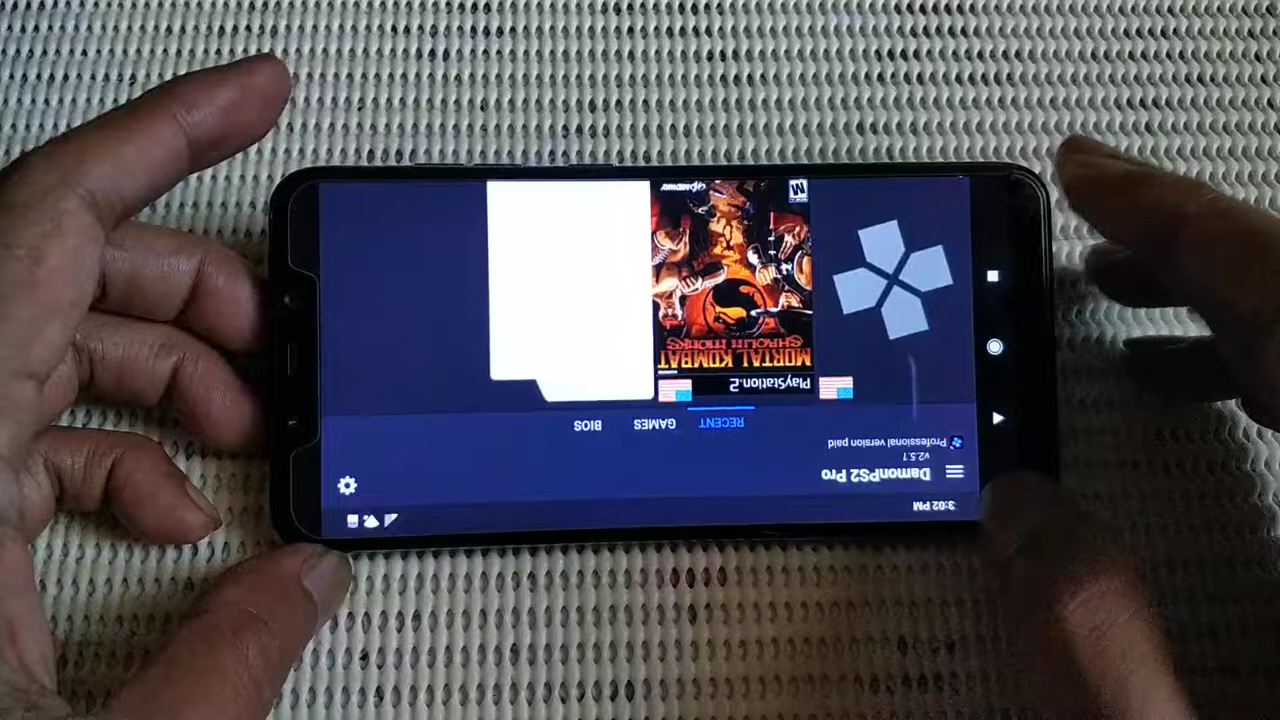 3:02 PM
DamonPS2 Pro
v2.5.1
Professional version paid
RECENT
GAMES
BIOS
PlayStation.2
MORTAL KOMBAT
SHAOLIN MONKS
M
MIDWAY